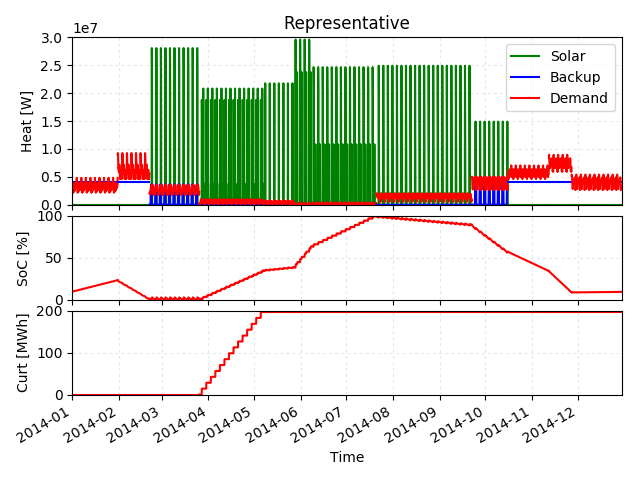 Representative
1e7
3.0
2.5
2.0
1.5
1.0
0.5
0.0
Heat [W]
Solar
Backup
Demand
100
50
0
SoC [%]
200
100
0
Curt [MWh]
2014-01
2014-02
2014-03
2014-04
2014-05
2014-06
2014-07
2014-08
2014-09
2014-10
2014-11
2014-12
Time